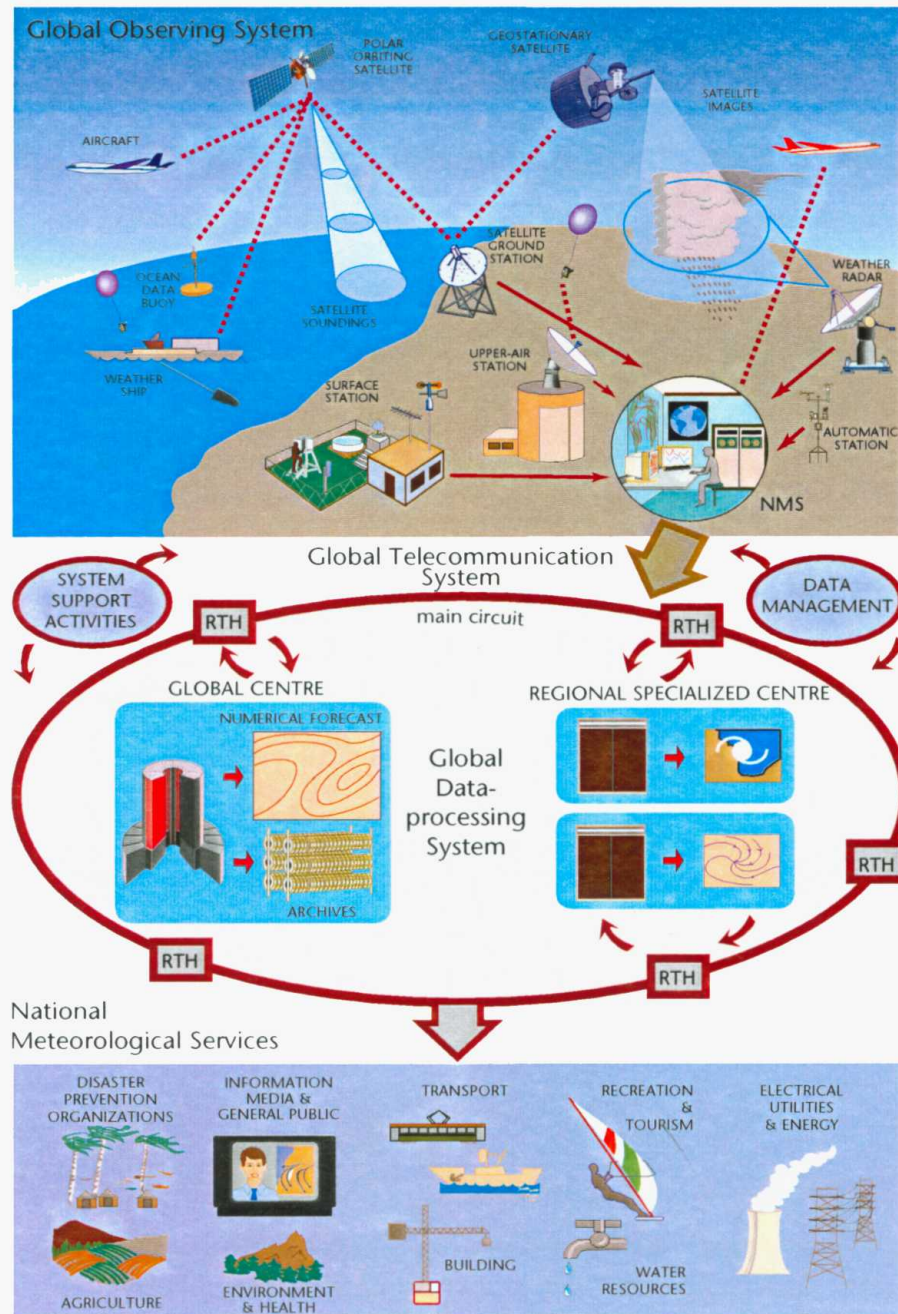 Global Observing System
POLAR
ORBITING
SATELLITE
GEOSTATIONARY
SATELLITE
SATELLITE
IMAGES
AIRCRAFT
OCEAN
DATA
BUOY
SATELLITE
SOUNDINGS
SATELLITE
GROUND
STATION
WEATHER
RADAR
WEATHER
SHIP
UPPER-AIR
STATION
SURFACE
STATION
AUTOMATIC
STATION
NMS
Global Telecommunication
System
SYSTEM
SUPPORT
ACTIVITIES
DATA
MANAGEMENT
RTH
main circuit
RTH
GLOBAL CENTRE
NUMERICAL FORECAST
ARCHIVES
Global
Data-
processing
System
REGIONAL SPECIALIZED CENTRE
RTH
RTH
RTH
National
Meteorological Services
DISASTER
PREVENTION
ORGANIZATIONS
INFORMATION
MEDIA &
GENERAL PUBLIC
TRANSPORT
RECREATION
&
TOURISM
ELECTRICAL
UTILITIES
& ENERGY
AGRICULTURE
ENVIRONMENT
& HEALTH
BUILDING
WATER
RESOURCES